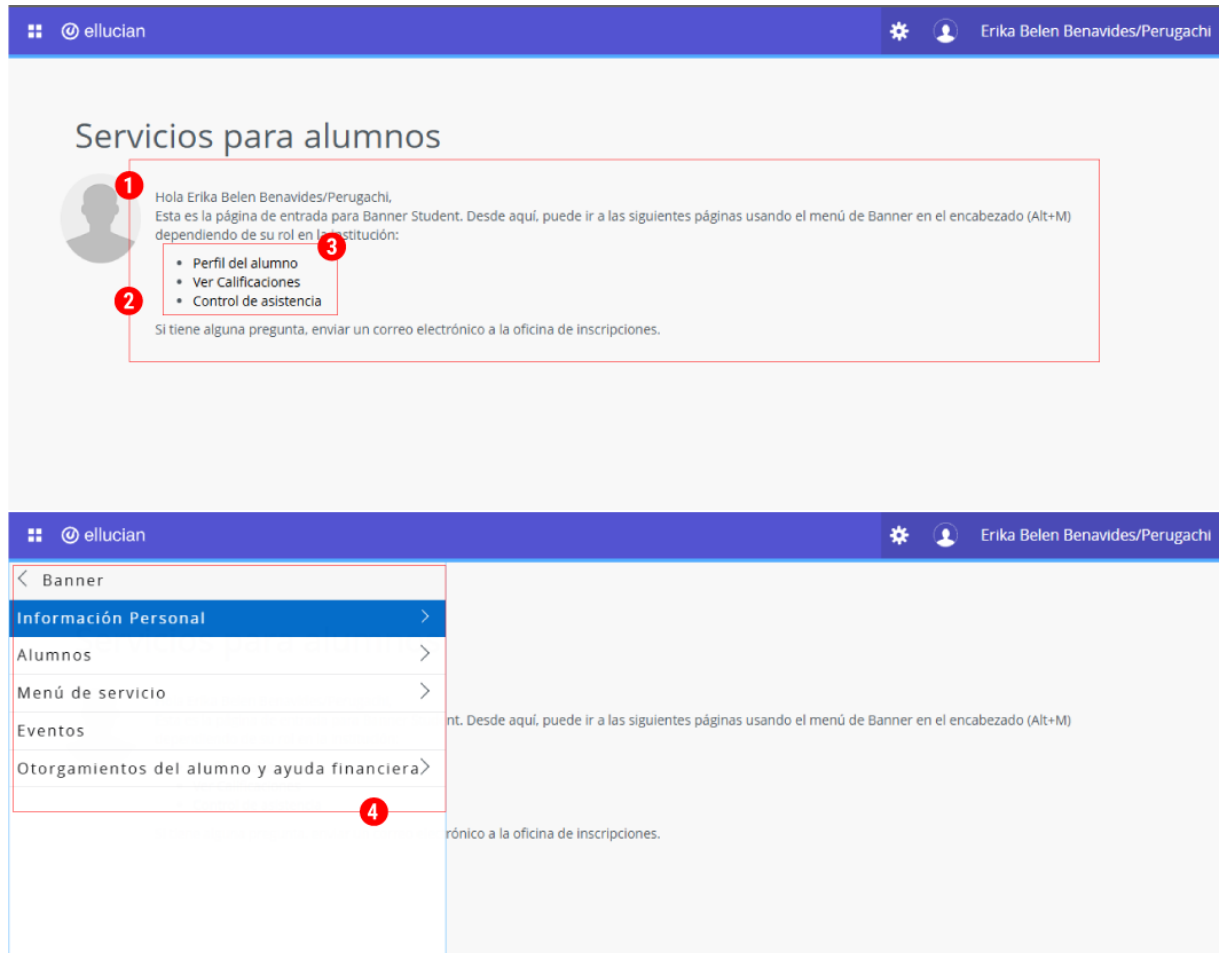 ellucian
Erika Belen Benavides/Perugachi
Servicios para alumnos
1
Hola Erika Belen Benavides/Perugachi,
Esta es la página de entrada para Banner Student. Desde aquí, puede ir a las siguientes páginas usando el menú de Banner en el encabezado (Alt+M)
dependiendo de su rol en la institución:
3
• Perfil del alumno
• Ver Calificaciones
2
• Control de asistencia
Si tiene alguna pregunta, enviar un correo electrónico a la oficina de inscripciones.
ellucian
Erika Belen Benavides/Perugachi
Banner
Información Personal
Alumnos
Menú de servicio
nt. Desde aquí, puede ir a las siguientes páginas usando el menú de Banner en el encabezado (Alt+M)
Eventos
Otorgamientos del alumno y ayuda financiera
4
rónico a la oficina de inscripciones.